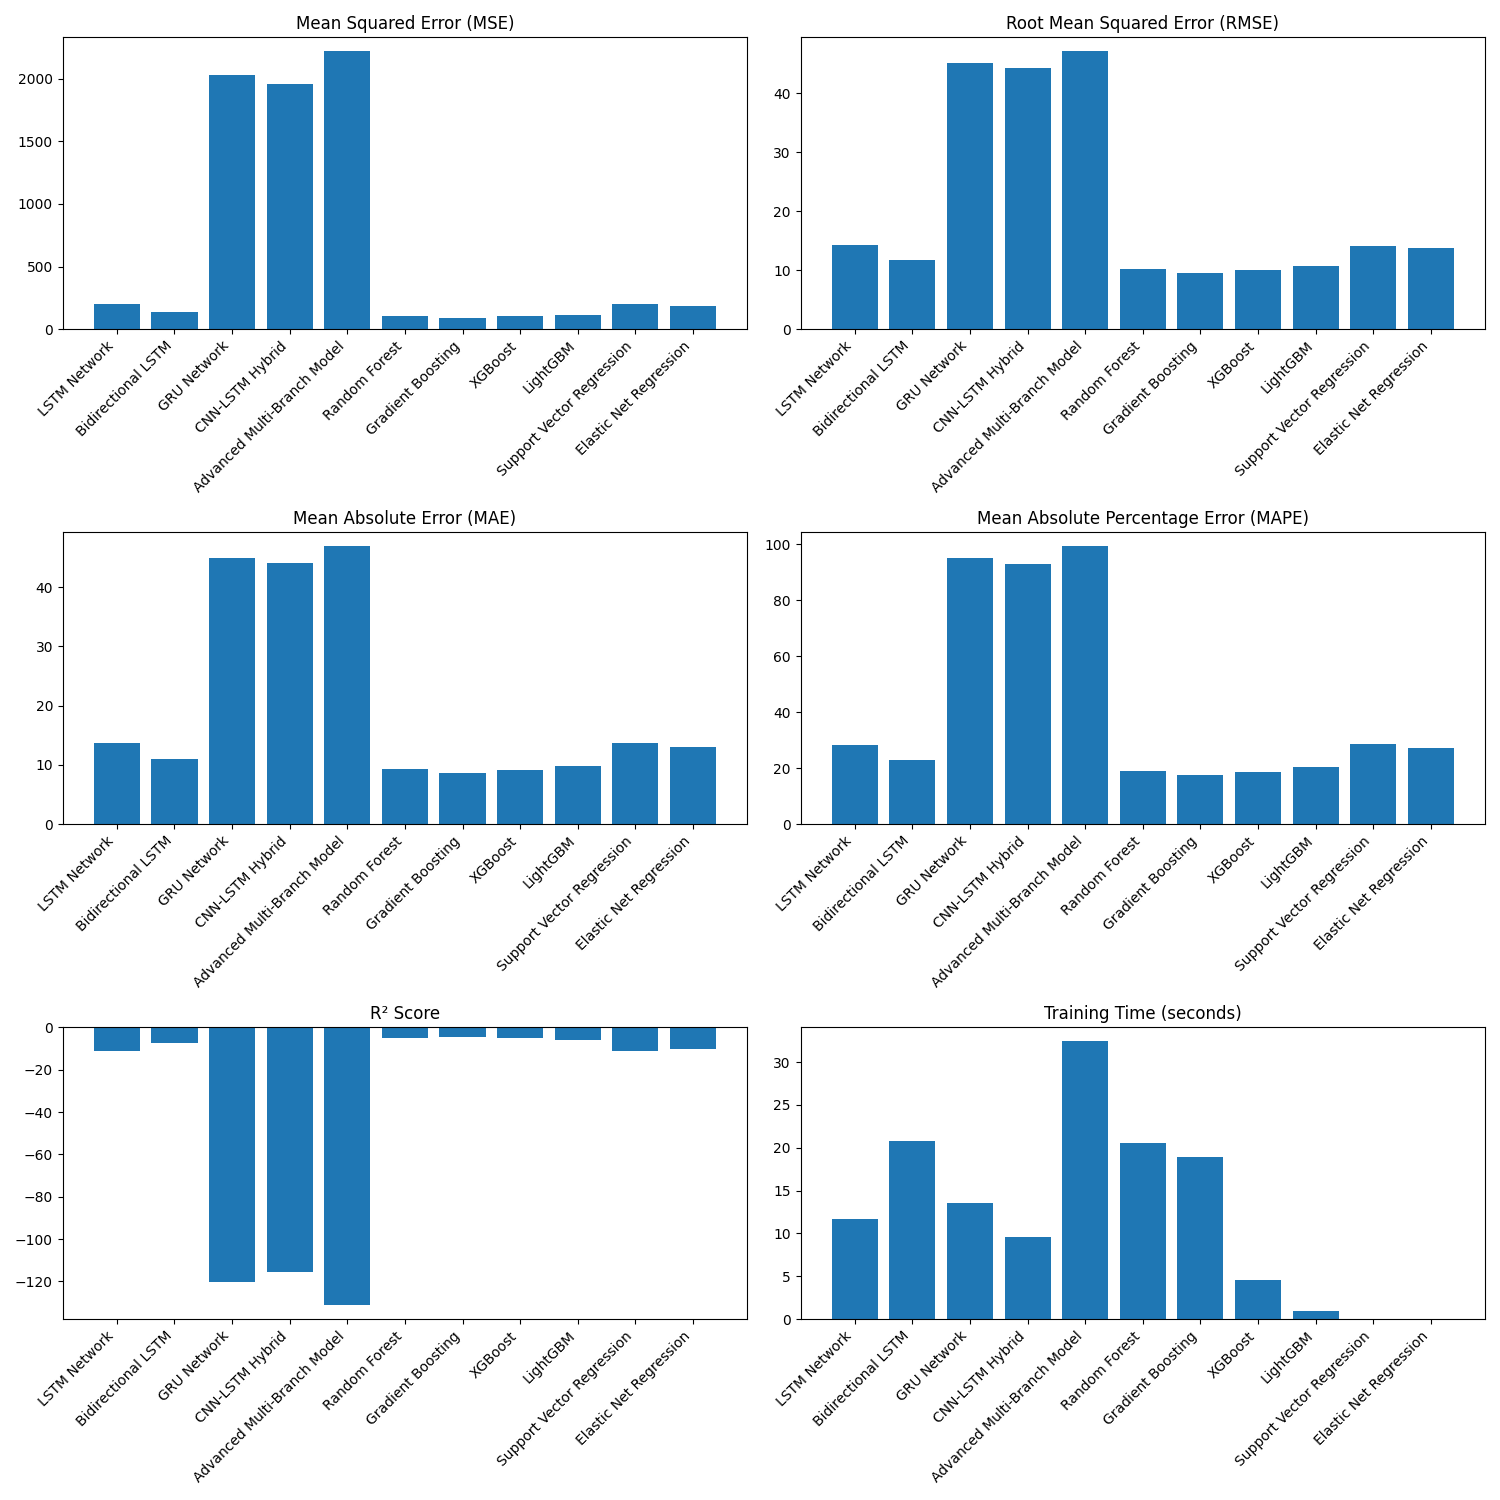 Mean Squared Error (MSE)
2000
1500
1000
500
0
LSTM Network
Bidirectional LSTM
GRU Network
CNN-LSTM Hybrid
Advanced Multi-Branch Model
Random Forest
Gradient Boosting
XGBoost
LightGBM
Support Vector Regression
Elastic Net Regression
Root Mean Squared Error (RMSE)
40
30
20
10
0
LSTM Network
Bidirectional LSTM
GRU Network
CNN-LSTM Hybrid
Advanced Multi-Branch Model
Random Forest
Gradient Boosting
XGBoost
LightGBM
Support Vector Regression
Elastic Net Regression
Mean Absolute Error (MAE)
40
30
20
10
0
LSTM Network
Bidirectional LSTM
GRU Network
CNN-LSTM Hybrid
Advanced Multi-Branch Model
Random Forest
Gradient Boosting
XGBoost
LightGBM
Support Vector Regression
Elastic Net Regression
Mean Absolute Percentage Error (MAPE)
100
80
60
40
20
0
LSTM Network
Bidirectional LSTM
GRU Network
CNN-LSTM Hybrid
Advanced Multi-Branch Model
Random Forest
Gradient Boosting
XGBoost
LightGBM
Support Vector Regression
Elastic Net Regression
R² Score
0
−20
−40
−60
−80
−100
−120
LSTM Network
Bidirectional LSTM
GRU Network
CNN-LSTM Hybrid
Advanced Multi-Branch Model
Random Forest
Gradient Boosting
XGBoost
LightGBM
Support Vector Regression
Elastic Net Regression
Training Time (seconds)
30
25
20
15
10
5
0
LSTM Network
Bidirectional LSTM
GRU Network
CNN-LSTM Hybrid
Advanced Multi-Branch Model
Random Forest
Gradient Boosting
XGBoost
LightGBM
Support Vector Regression
Elastic Net Regression